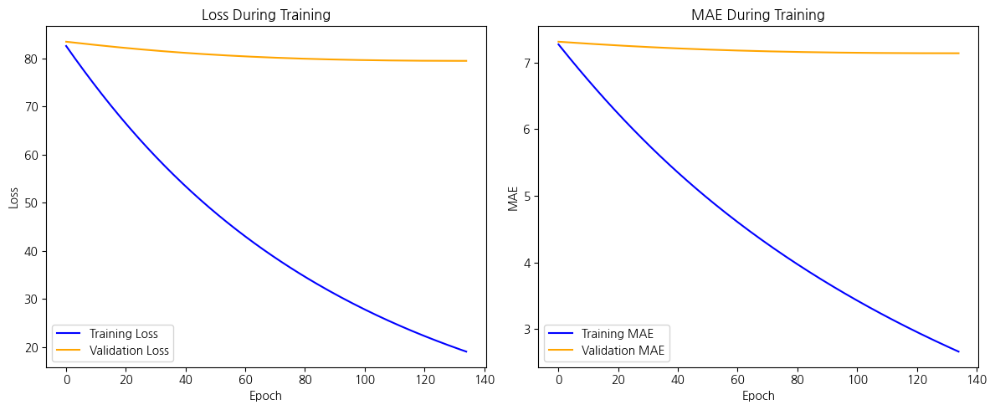 Loss During Training
Loss
80
70
60
50
40
30
20
Training Loss
Validation Loss
0 20 40 60 80 100 120 140
Epoch
MAE During Training
MAE
7
6
5
4
3
Training MAE
Validation MAE
0 20 40 60 80 100 120 140
Epoch